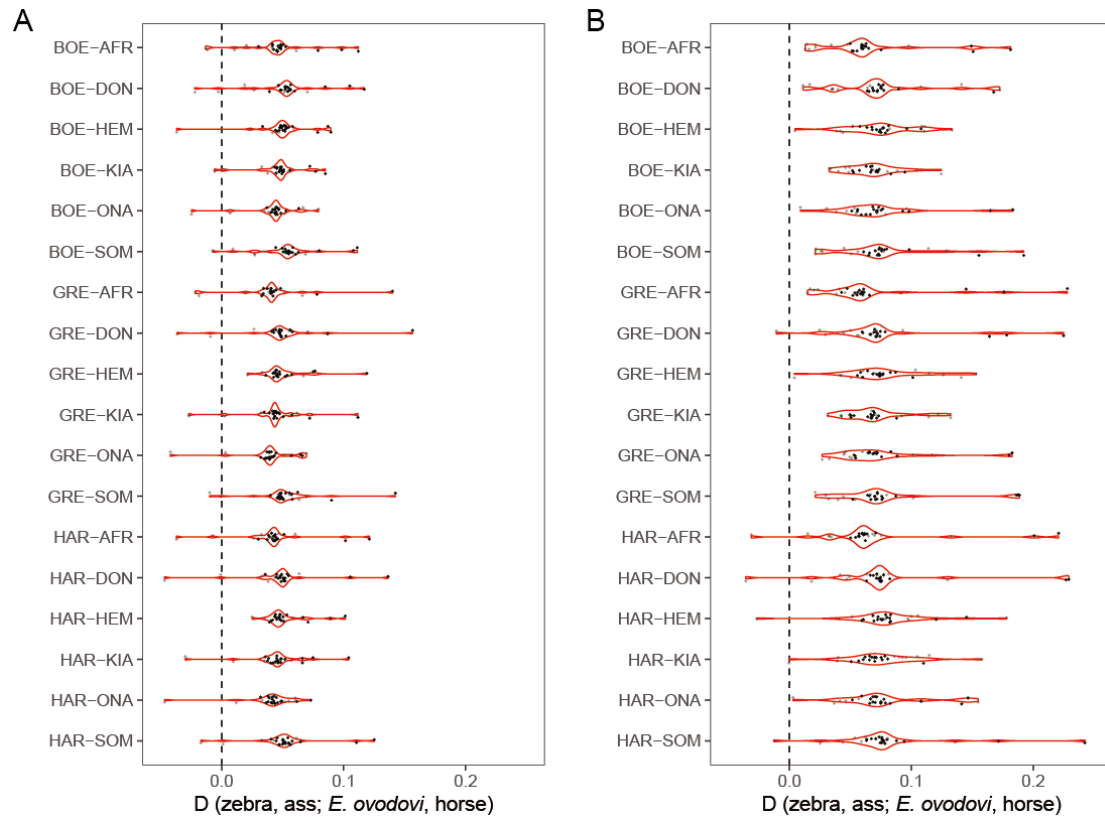 A
BOE-AFR
BOE-DON
BOE-HEM
BOE-KIA
BOE-ONA
BOE-SOM
GRE-AFR
GRE-DON
GRE-HEM
GRE-KIA
GRE-ONA
GRE-SOM
HAR-AFR
HAR-DON
HAR-HEM
HAR-KIA
HAR-ONA
HAR-SOM
0.0 0.1 0.2
D (zebra, ass; E. ovodovi, horse)
B
BOE-AFR
BOE-DON
BOE-HEM
BOE-KIA
BOE-ONA
BOE-SOM
GRE-AFR
GRE-DON
GRE-HEM
GRE-KIA
GRE-ONA
GRE-SOM
HAR-AFR
HAR-DON
HAR-HEM
HAR-KIA
HAR-ONA
HAR-SOM
0.0 0.1 0.2
D (zebra, ass; E. ovodovi, horse)